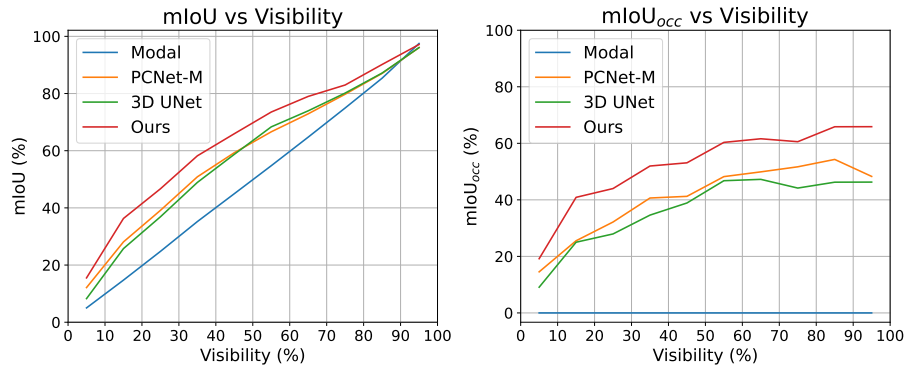 mIoU vs Visibility
100
80
60
40
20
0
mIoU (%)
Modal
PCNet-M
3D UNet
Ours
0 10 20 30 40 50 60 70 80 90 100
Visibility (%)
mIoUocc vs Visibility
100
80
60
40
20
0
mIoUocc (%)
Modal
PCNet-M
3D UNet
Ours
0 10 20 30 40 50 60 70 80 90 100
Visibility (%)